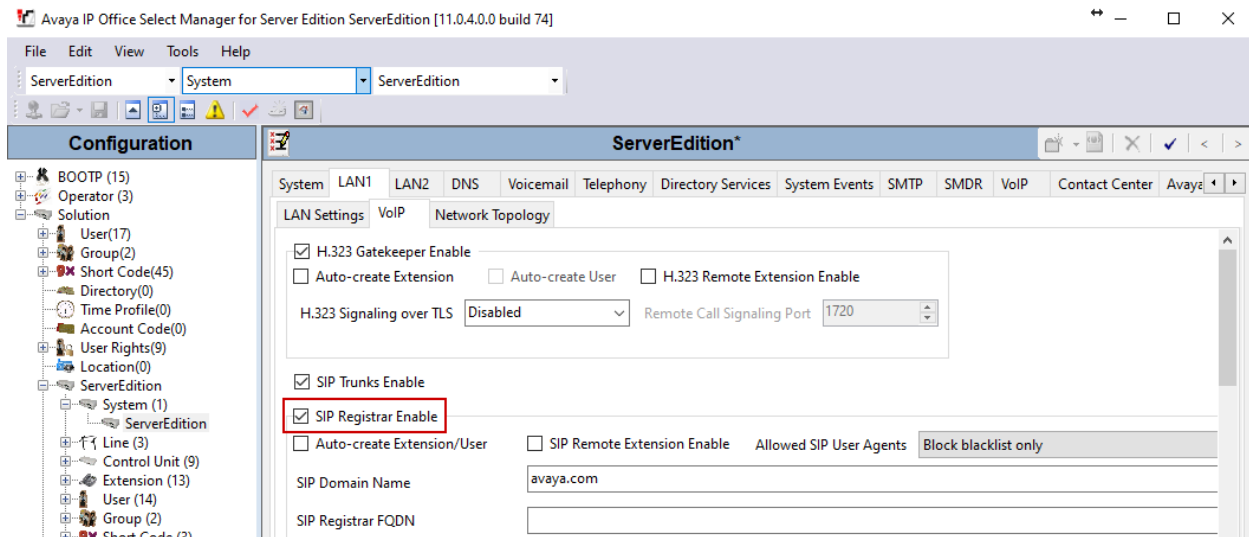 Avaya IP Office Select Manager for Server Edition ServerEdition [11.0.4.0.0 build 74]
File Edit View Tools Help
ServerEdition System ServerEdition
Configuration
BOOTP (15)
Operator (3)
Solution
User(17)
Group(2)
Short Code(45)
Directory(0)
Time Profile(0)
Account Code(0)
User Rights(9)
Location(0)
ServerEdition
System (1)
ServerEdition
Line (3)
Control Unit (9)
Extension (13)
User (14)
Group (2)
Short Code (3)
ServerEdition*
System LAN1 LAN2 DNS Voicemail Telephony Directory Services System Events SMTP SMDR VoIP Contact Center Avaya
LAN Settings VoIP Network Topology
H.323 Gatekeeper Enable
Auto-create Extension Auto-create User H.323 Remote Extension Enable
H.323 Signaling over TLS Disabled Remote Call Signaling Port 1720
SIP Trunks Enable
SIP Registrar Enable
Auto-create Extension/User SIP Remote Extension Enable Allowed SIP User Agents Block blacklist only
SIP Domain Name avaya.com
SIP Registrar FQDN